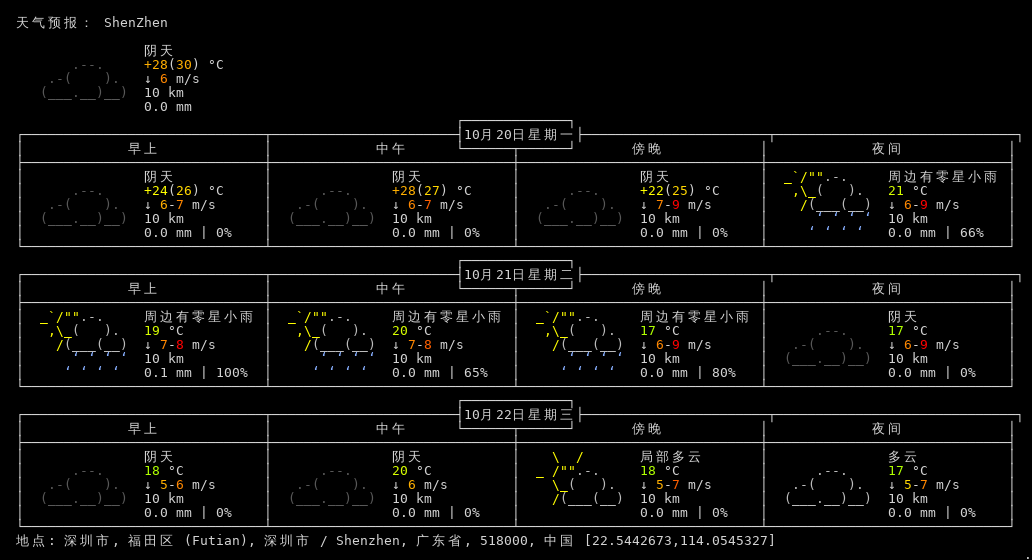 天气预报： ShenZhen
阴天
+28(30) °C
↓ 6 m/s
10 km
0.0 mm
10月20日星期一
早上 中午 傍晚 夜间
阴天 阴天 阴天 周边有零星小雨
+24(26) °C +28(27) °C +22(25) °C 21 °C
↓ 6-7 m/s ↓ 6-7 m/s ↓ 7-9 m/s ↓ 6-9 m/s
10 km 10 km 10 km 10 km
0.0 mm | 0% 0.0 mm | 0% 0.0 mm | 0% 0.0 mm | 66%
10月21日星期二
早上 中午 傍晚 夜间
周边有零星小雨 周边有零星小雨 周边有零星小雨 阴天
19 °C 20 °C 17 °C 17 °C
↓ 7-8 m/s ↓ 7-8 m/s ↓ 6-9 m/s ↓ 6-9 m/s
10 km 10 km 10 km 10 km
0.1 mm | 100% 0.0 mm | 65% 0.0 mm | 80% 0.0 mm | 0%
10月22日星期三
早上 中午 傍晚 夜间
阴天 阴天 局部多云 多云
18 °C 20 °C 18 °C 17 °C
↓ 5-6 m/s ↓ 6 m/s ↓ 5-7 m/s ↓ 5-7 m/s
10 km 10 km 10 km 10 km
0.0 mm | 0% 0.0 mm | 0% 0.0 mm | 0% 0.0 mm | 0%
地点: 深圳市, 福田区 (Futian), 深圳市 / Shenzhen, 广东省, 518000, 中国 [22.5442673,114.0545327]